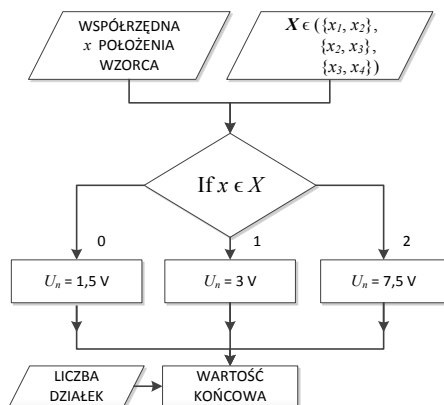 WSPÓŁRZĘDNA
x POŁOŻENIA
WZORCA
X ϵ ({x1, x2},
{x2, x3},
{x3, x4})
If x ϵ X
0
1
2
Un = 1,5 V
Un = 3 V
Un = 7,5 V
LICZBA
DZIAŁEK
WARTOŚĆ
KOŃCOWA